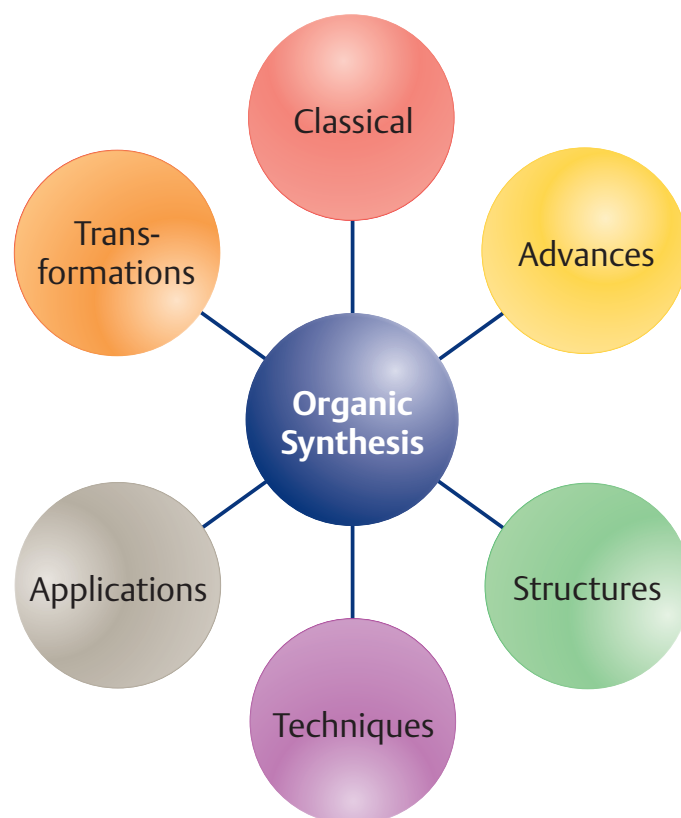 Classical
Trans-
formations
Advances
Organic
Synthesis
Applications
Structures
Techniques